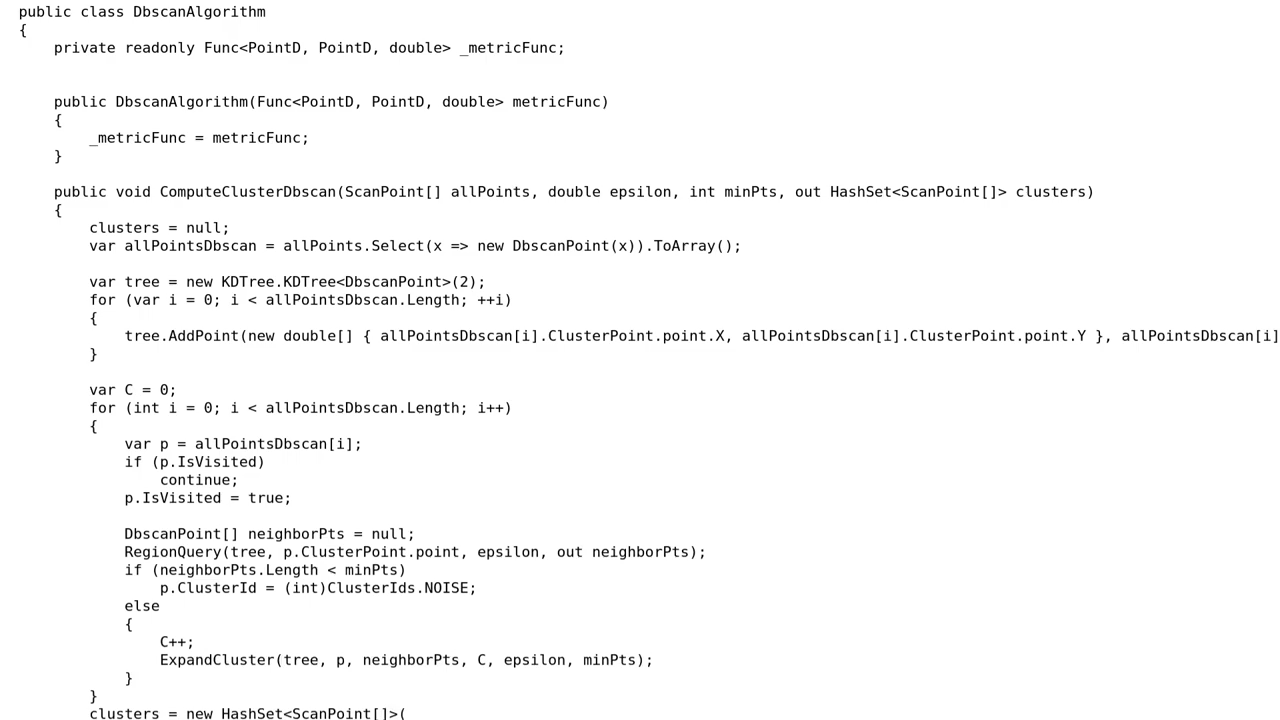 public class DbscanAlgorithm
{
    private readonly Func<PointD, PointD, double> _metricFunc;


    public DbscanAlgorithm(Func<PointD, PointD, double> metricFunc)
    {
        _metricFunc = metricFunc;
    }

    public void ComputeClusterDbscan(ScanPoint[] allPoints, double epsilon, int minPts, out HashSet<ScanPoint[]> clusters)
    {
        clusters = null;
        var allPointsDbscan = allPoints.Select(x => new DbscanPoint(x)).ToArray();

        var tree = new KDTree.KDTree<DbscanPoint>(2);
        for (var i = 0; i < allPointsDbscan.Length; ++i)
        {
            tree.AddPoint(new double[] { allPointsDbscan[i].ClusterPoint.point.X, allPointsDbscan[i].ClusterPoint.point.Y }, allPointsDbscan[i]
        }

        var C = 0;
        for (int i = 0; i < allPointsDbscan.Length; i++)
        {
            var p = allPointsDbscan[i];
            if (p.IsVisited)
                continue;
            p.IsVisited = true;

            DbscanPoint[] neighborPts = null;
            RegionQuery(tree, p.ClusterPoint.point, epsilon, out neighborPts);
            if (neighborPts.Length < minPts)
                p.ClusterId = (int)ClusterIds.NOISE;
            else
            {
                C++;
                ExpandCluster(tree, p, neighborPts, C, epsilon, minPts);
            }
        }
        clusters = new HashSet<ScanPoint[]>(